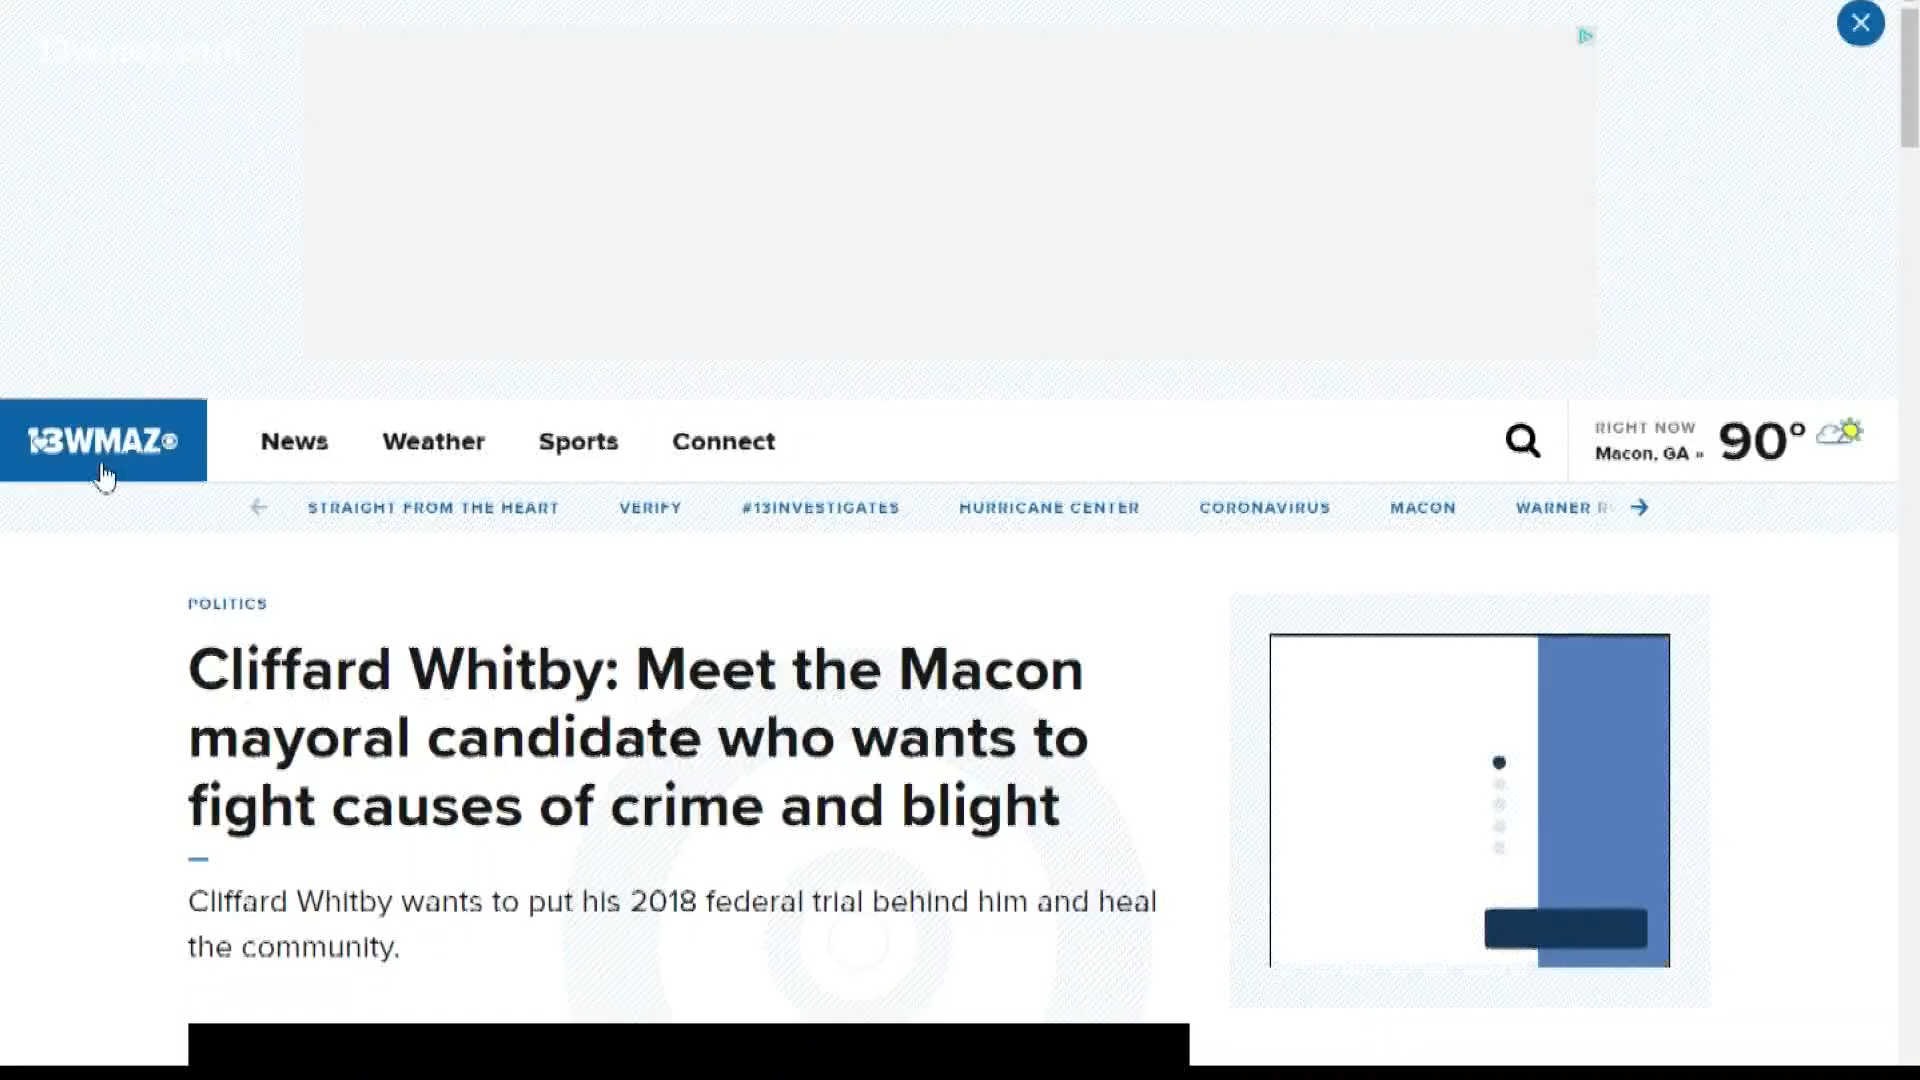 13WMAZ
News Weather Sports Connect
RIGHT NOW
Macon, GA »
90°
STRAIGHT FROM THE HEART VERIFY #13INVESTIGATES HURRICANE CENTER CORONAVIRUS MACON WARNER
POLITICS
Cliffard Whitby: Meet the Macon
mayoral candidate who wants to
fight causes of crime and blight
Cliffard Whitby wants to put his 2018 federal trial behind him and heal
the community.